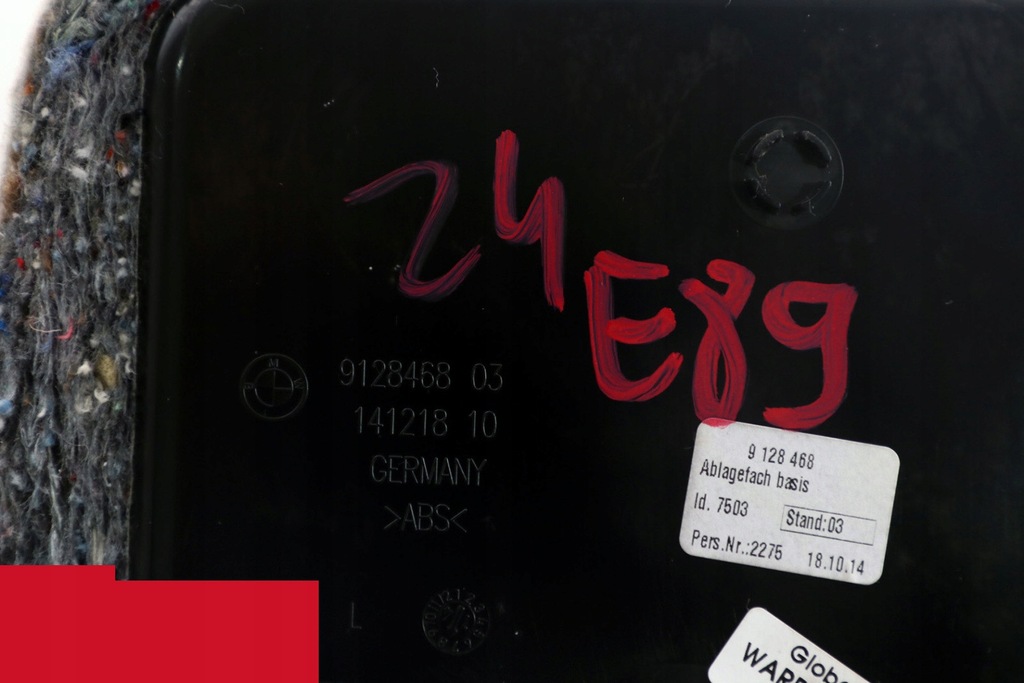 24
E89
BMW
9128468 03
141218 10
GERMANY
>ABS<
9 128 468
Ablagefach basis
Id. 7503
Stand:03
Pers.Nr.:2275
18.10.14
L